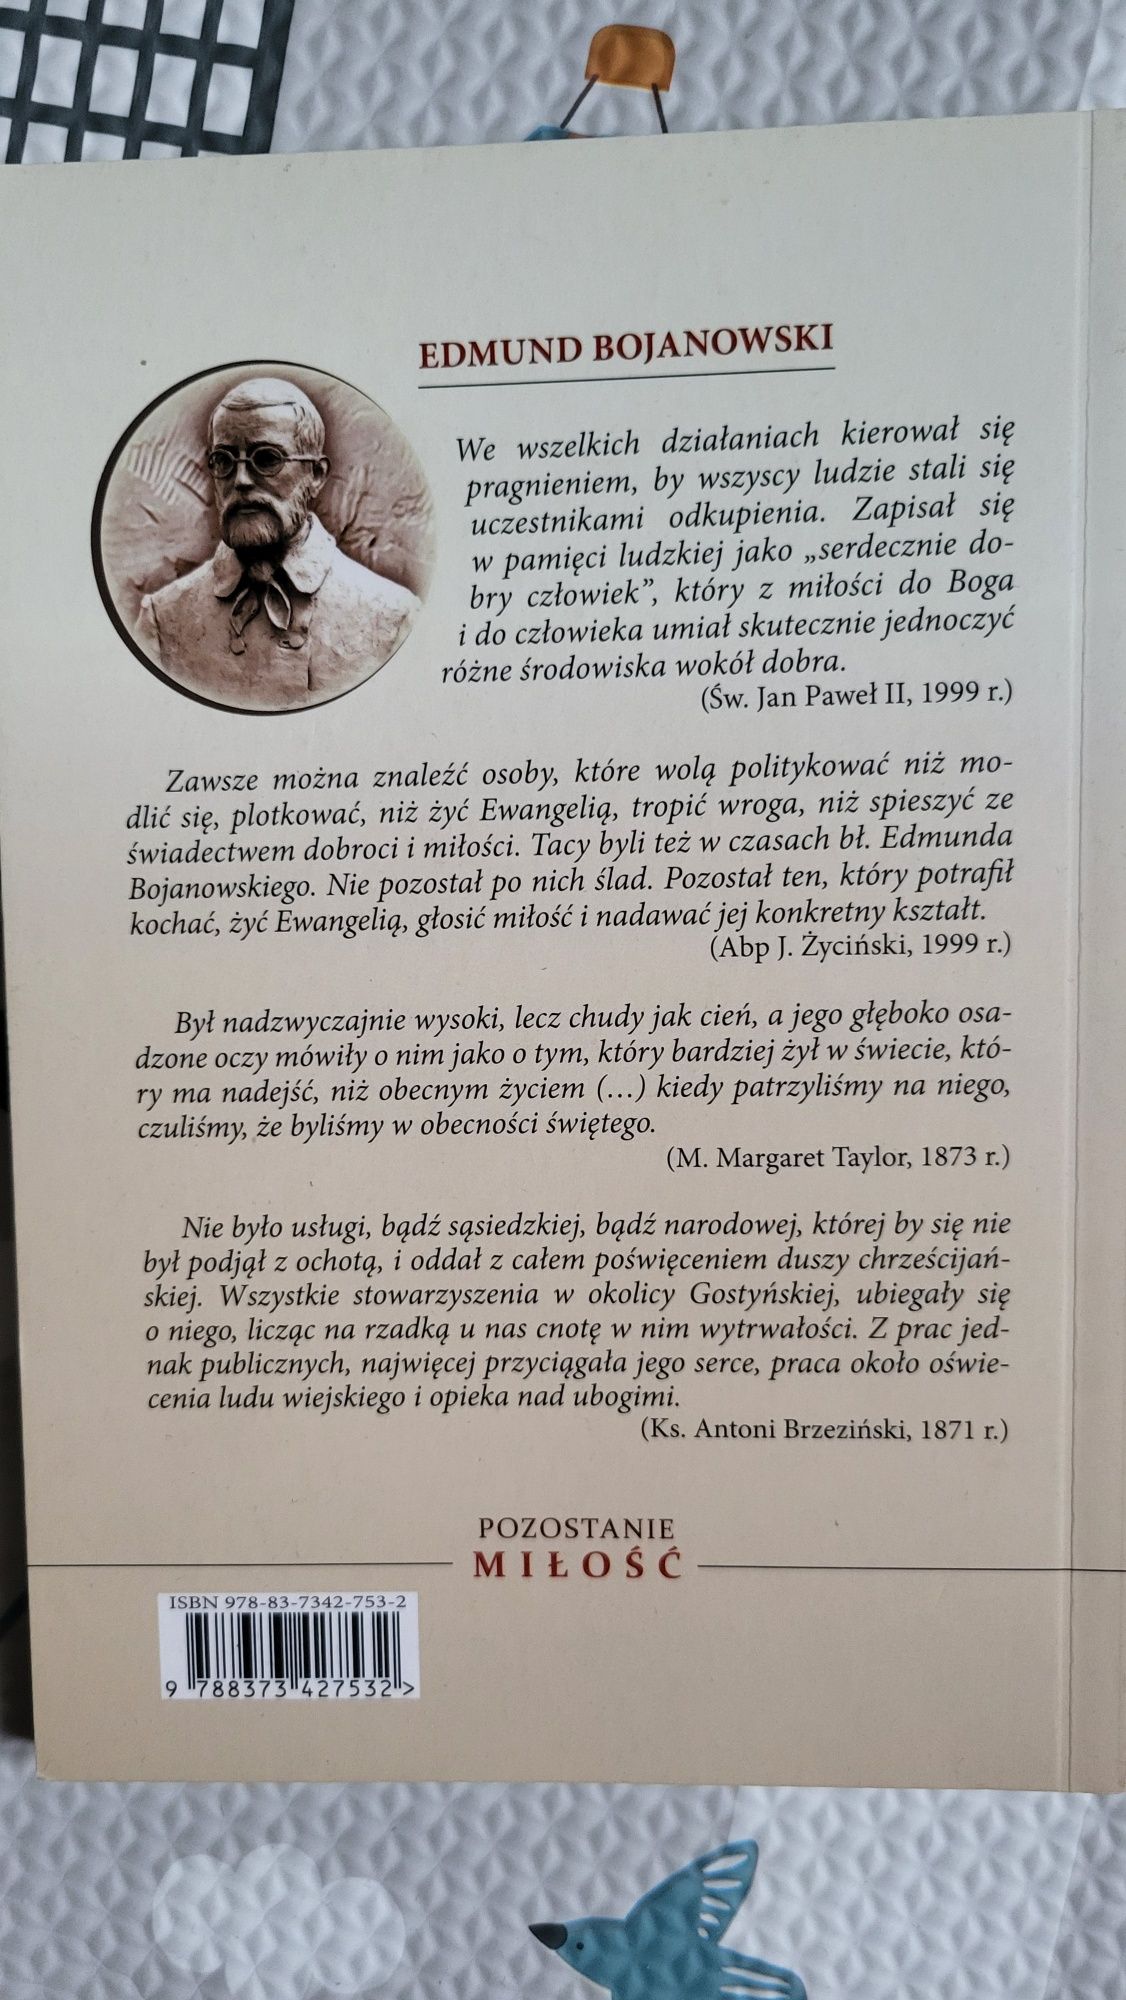 EDMUND BOJANOWSKI
We wszelkich działaniach kierował się
pragnieniem, by wszyscy ludzie stali się
uczestnikami odkupienia. Zapisał się
w pamięci ludzkiej jako „serdecznie do-
bry człowiek”, który z miłości do Boga
i do człowieka umiał skutecznie jednoczyć
różne środowiska wokół dobra.
(Św. Jan Paweł II, 1999 r.)
Zawsze można znaleźć osoby, które wolą politykować niż mo-
dlić się, plotkować, niż żyć Ewangelią, tropić wroga, niż spieszyć ze
świadectwem dobroci i miłości. Tacy byli też w czasach bł. Edmunda
Bojanowskiego. Nie pozostał po nich ślad. Pozostał ten, który potrafił
kochać, żyć Ewangelią, głosić miłość i nadawać jej konkretny kształt.
(Abp J. Życiński, 1999 r.)
Był nadzwyczajnie wysoki, lecz chudy jak cień, a jego głęboko osa-
dzone oczy mówiły o nim jako o tym, który bardziej żył w świecie, któ-
ry ma nadejść, niż obecnym życiem (…) kiedy patrzyliśmy na niego,
czuliśmy, że byliśmy w obecności świętego.
(M. Margaret Taylor, 1873 r.)
Nie było usługi, bądź sąsiedzkiej, bądź narodowej, której by się nie
był podjął z ochotą, i oddał z całem poświęceniem duszy chrześcijań-
skiej. Wszystkie stowarzyszenia w okolicy Gostyńskiej, ubiegały się
o niego, licząc na rzadką u nas cnotę w nim wytrwałości. Z prac jed-
nak publicznych, najwięcej przyciągała jego serce, praca około oświe-
cenia ludu wiejskiego i opieka nad ubogimi.
(Ks. Antoni Brzeziński, 1871 r.)
POZOSTANIE
MIŁOŚĆ
ISBN 978-83-7342-753-2
9 788373 427532 >